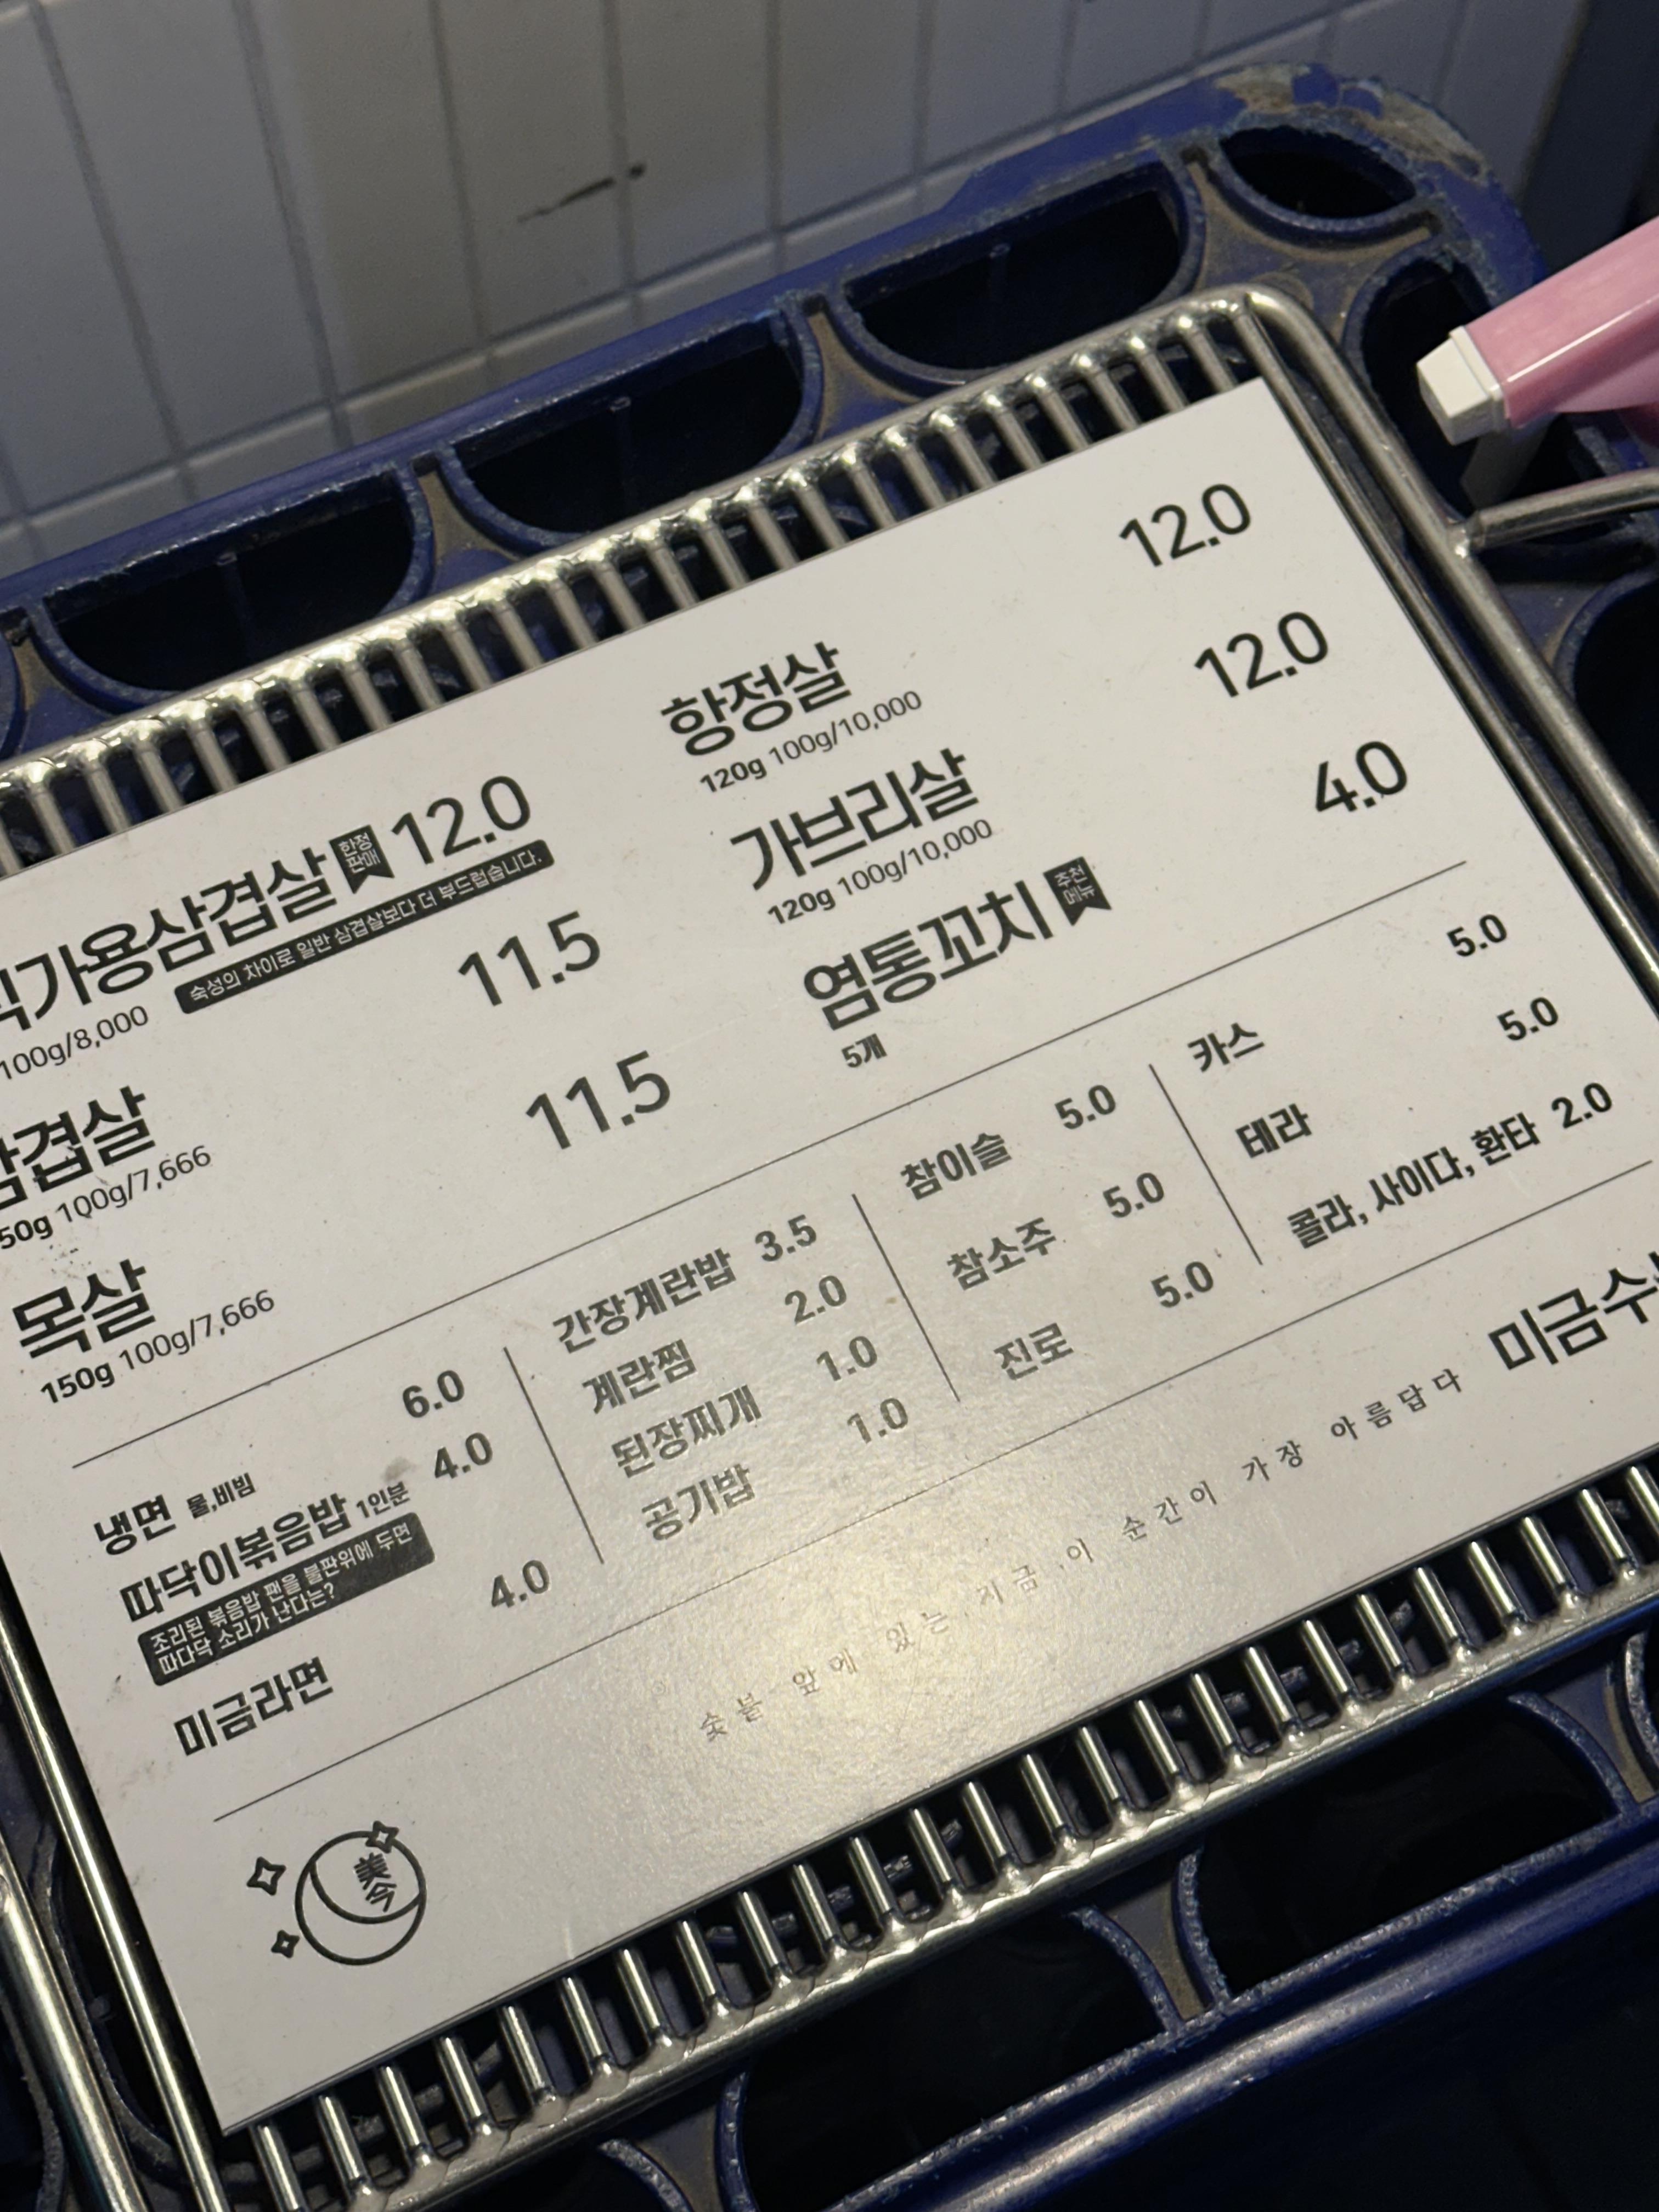 식가용삼겹살 한정판매 12.0
100g/8,000 숙성의 차이로 일반 삼겹살보다 더 부드럽습니다.
삼겹살 11.5
150g 100g/7,666
목살 11.5
150g 100g/7,666
항정살 12.0
120g 100g/10,000
가브리살 12.0
120g 100g/10,000
염통꼬치 추천메뉴 4.0
5개
냉면 물,비빔 6.0
따닥이볶음밥 1인분 4.0
조리된 볶음밥 팬을 불판위에 두면
따다닥 소리가 난다는?
미금라면 4.0
간장계란밥 3.5
계란찜 2.0
된장찌개 1.0
공기밥 1.0
참이슬 5.0
참소주 5.0
진로 5.0
카스 5.0
테라 5.0
콜라, 사이다, 환타 2.0
美今
숯불 앞에 있는, 지금 이 순간이 가장 아름답다 미금수